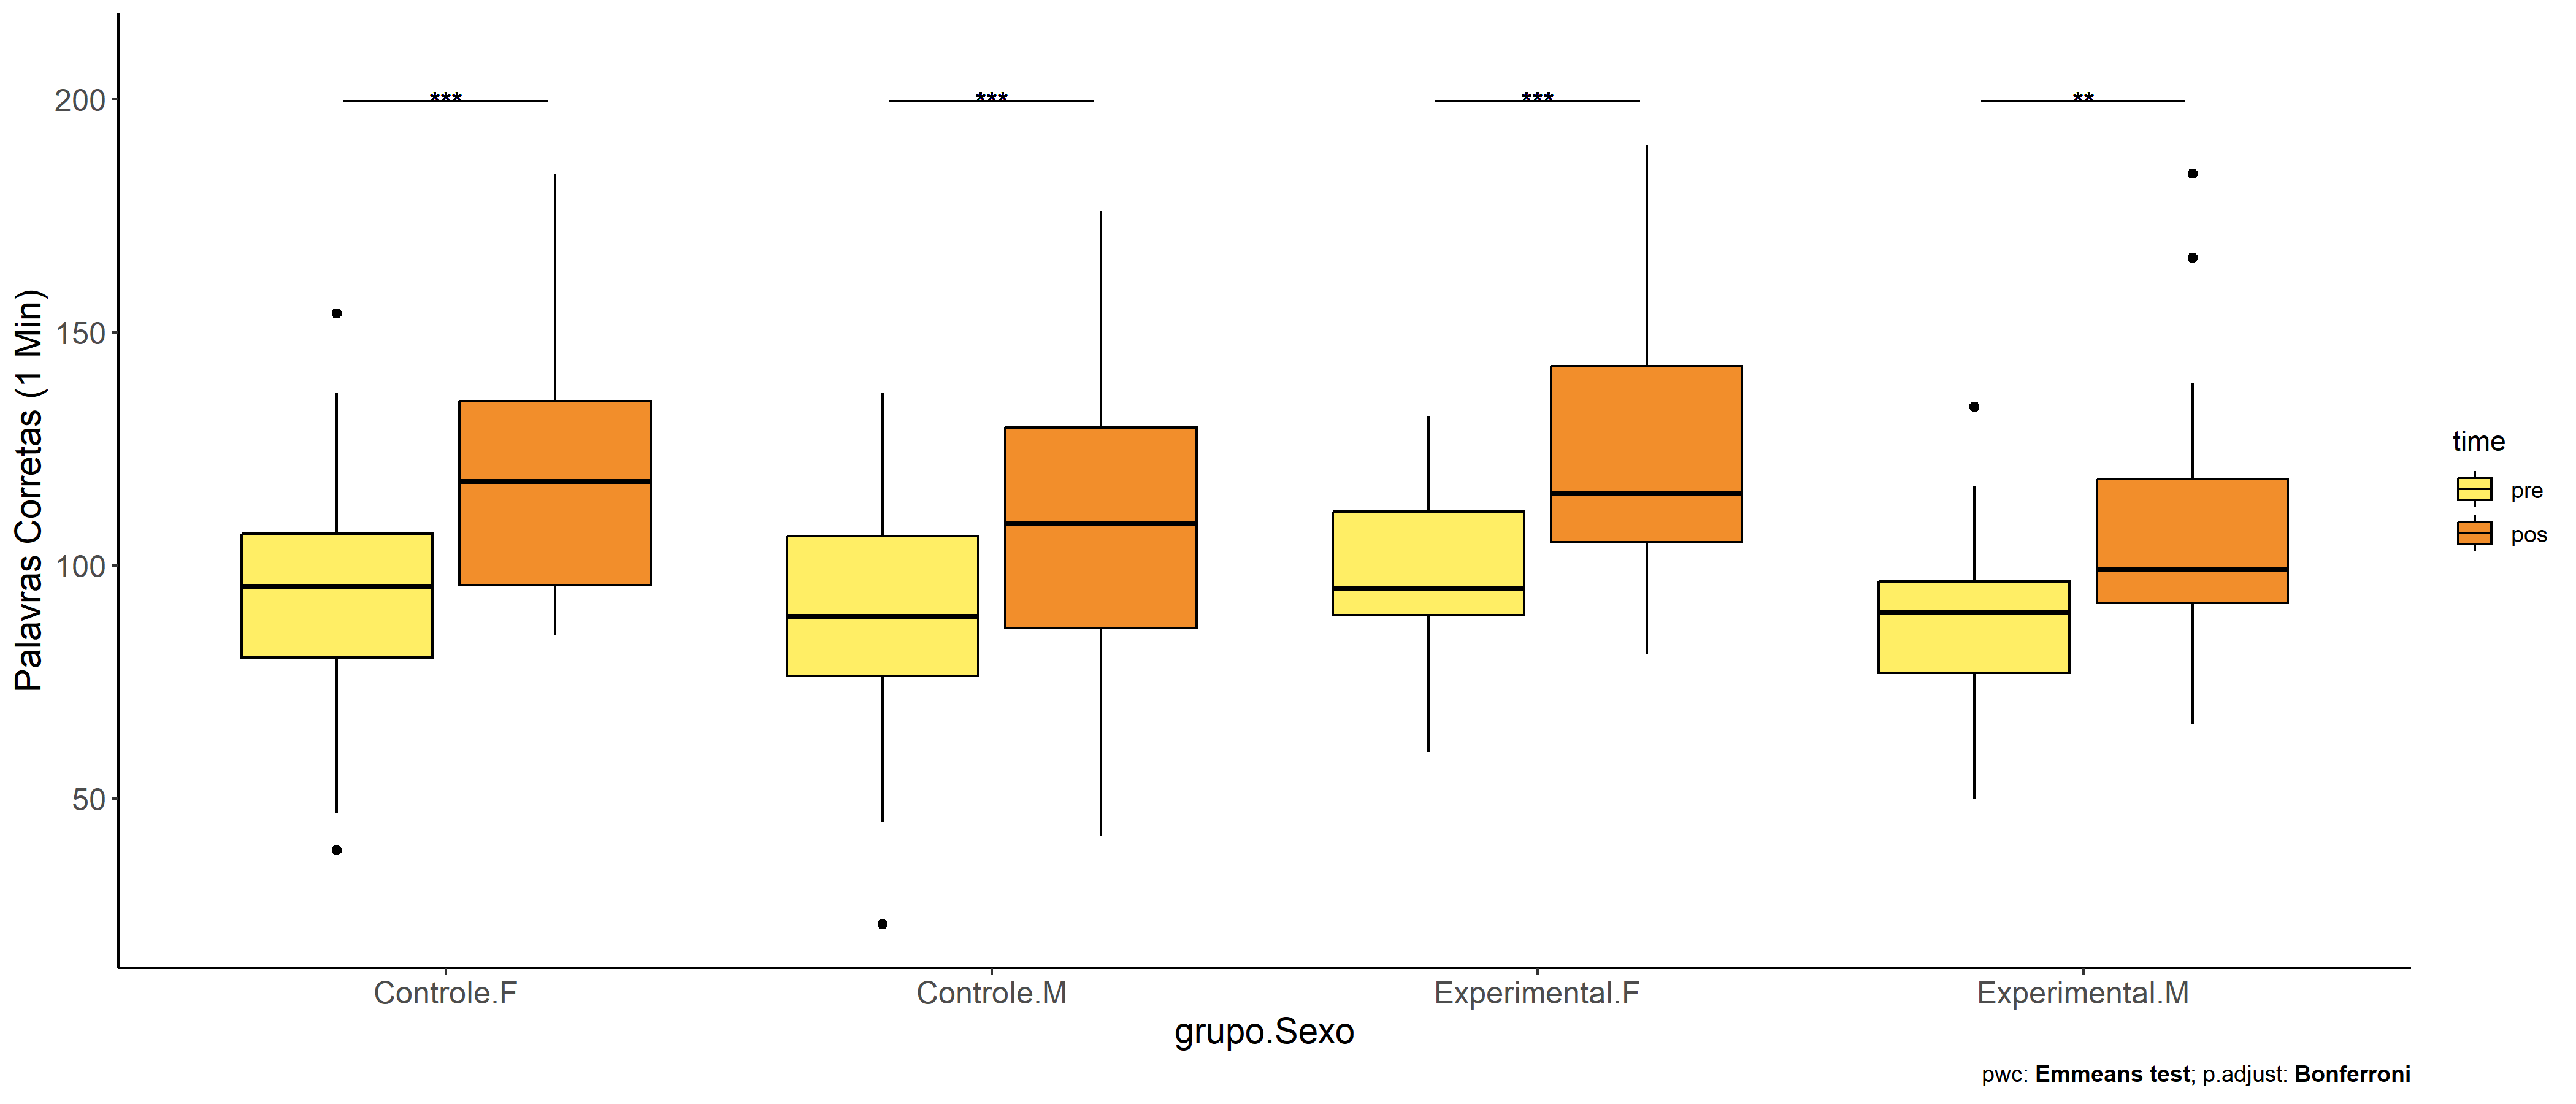 Palavras Corretas (1 Min)
200
150
100
50
***
***
***
**
time
pre
pos
Controle.F
Controle.M
Experimental.F
Experimental.M
grupo.Sexo
pwc: Emmeans test; p.adjust: Bonferroni